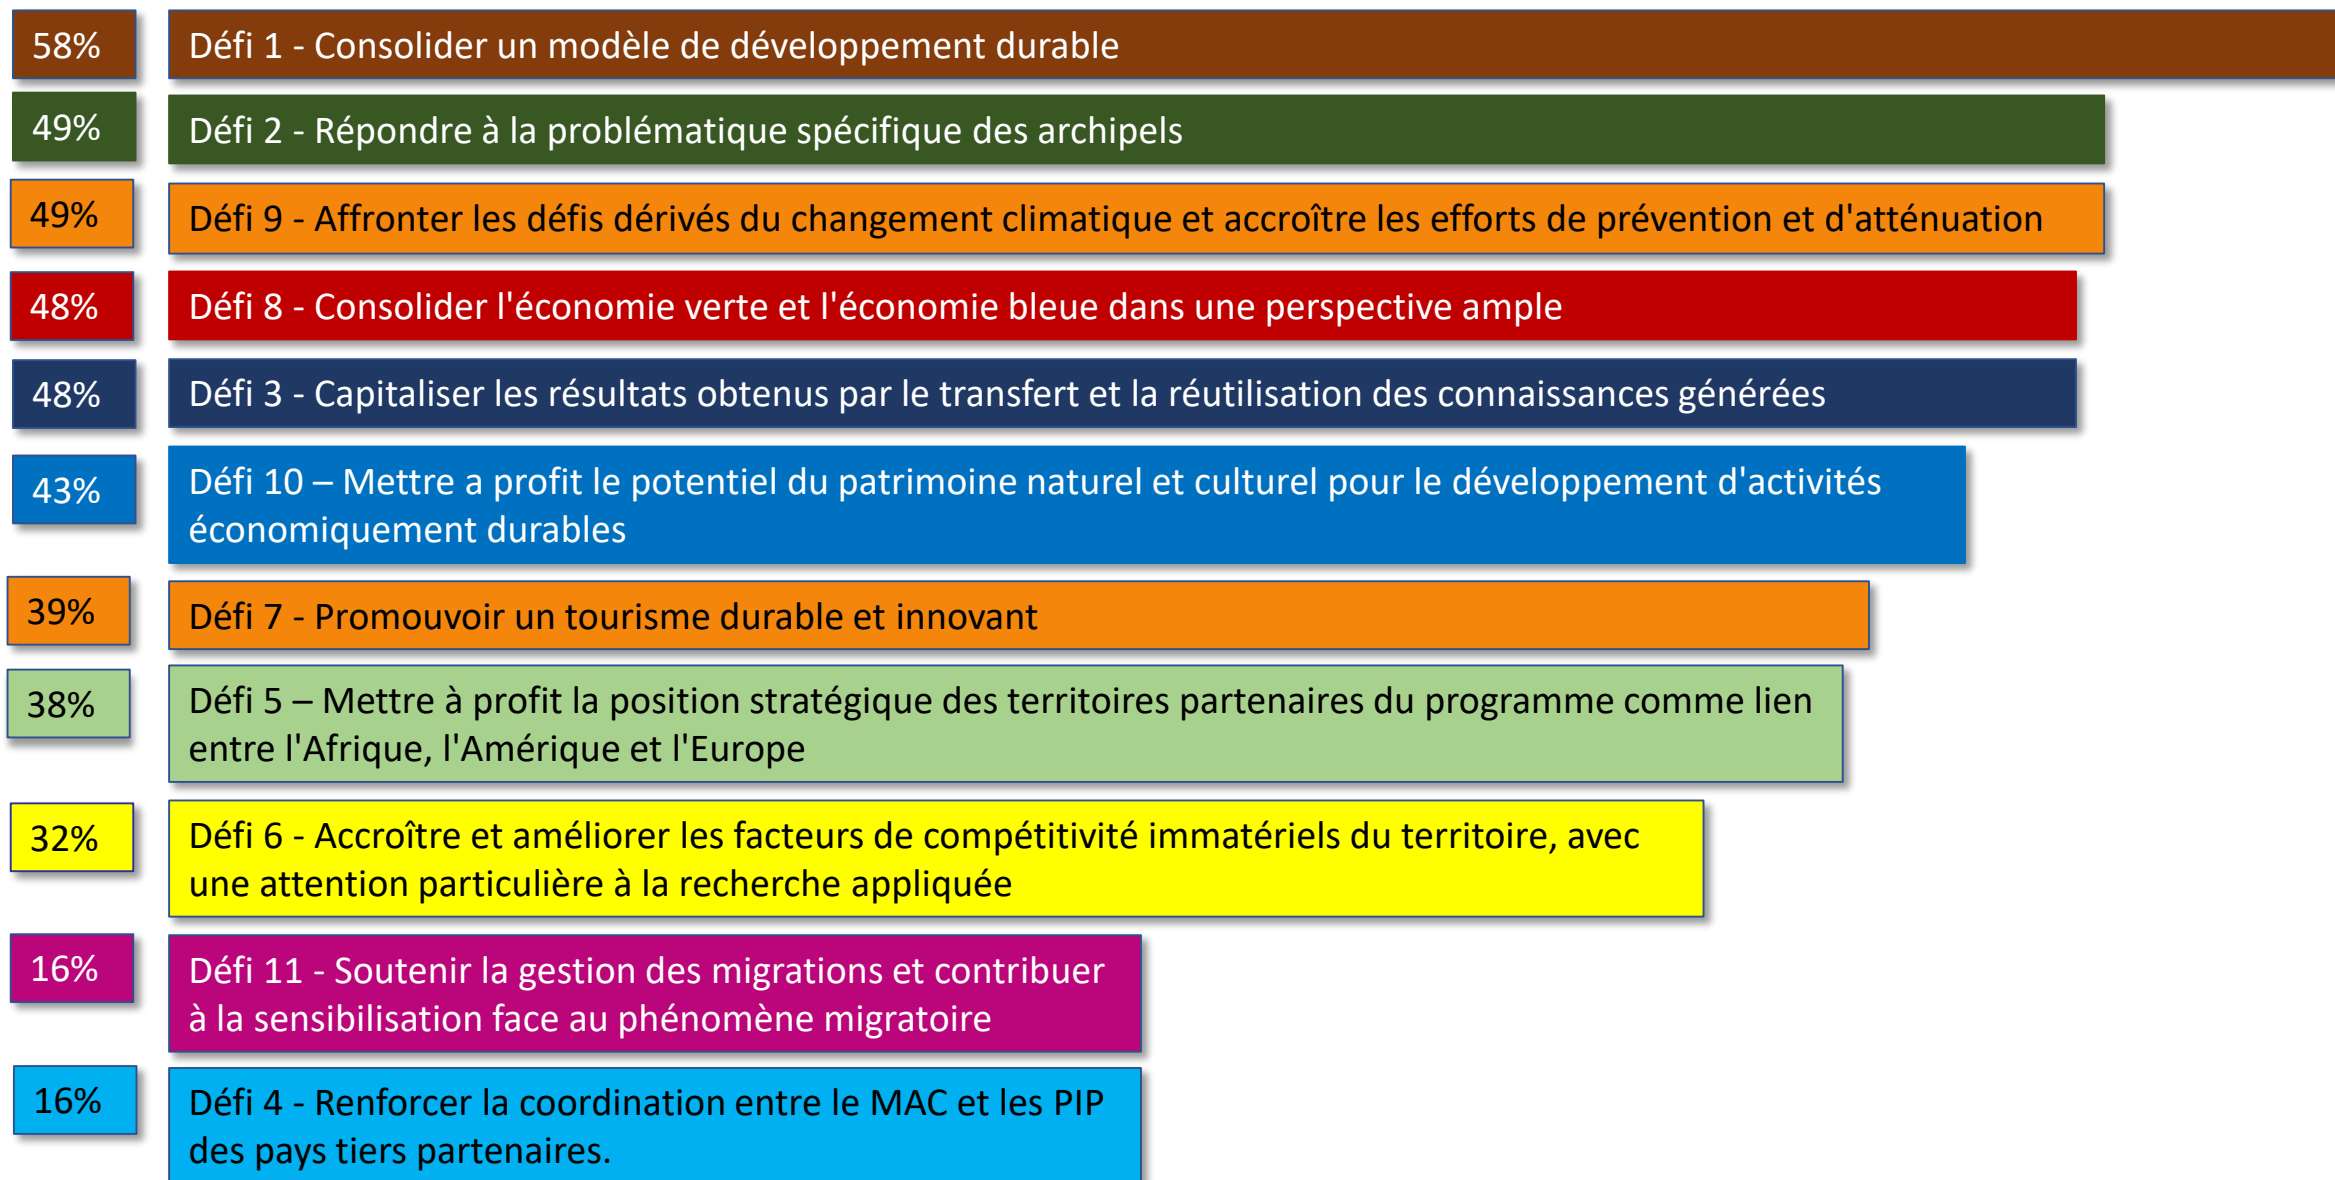 58%
Défi 1 - Consolider un modèle de développement durable
49%
Défi 2 - Répondre à la problématique spécifique des archipels
49%
Défi 9 - Affronter les défis dérivés du changement climatique et accroître les efforts de prévention et d'atténuation
48%
Défi 8 - Consolider l'économie verte et l'économie bleue dans une perspective ample
48%
Défi 3 - Capitaliser les résultats obtenus par le transfert et la réutilisation des connaissances générées
43%
Défi 10 – Mettre a profit le potentiel du patrimoine naturel et culturel pour le développement d'activités
économiquement durables
39%
Défi 7 - Promouvoir un tourisme durable et innovant
38%
Défi 5 – Mettre à profit la position stratégique des territoires partenaires du programme comme lien
entre l'Afrique, l'Amérique et l'Europe
32%
Défi 6 - Accroître et améliorer les facteurs de compétitivité immatériels du territoire, avec
une attention particulière à la recherche appliquée
16%
Défi 11 - Soutenir la gestion des migrations et contribuer
à la sensibilisation face au phénomène migratoire
16%
Défi 4 - Renforcer la coordination entre le MAC et les PIP
des pays tiers partenaires.